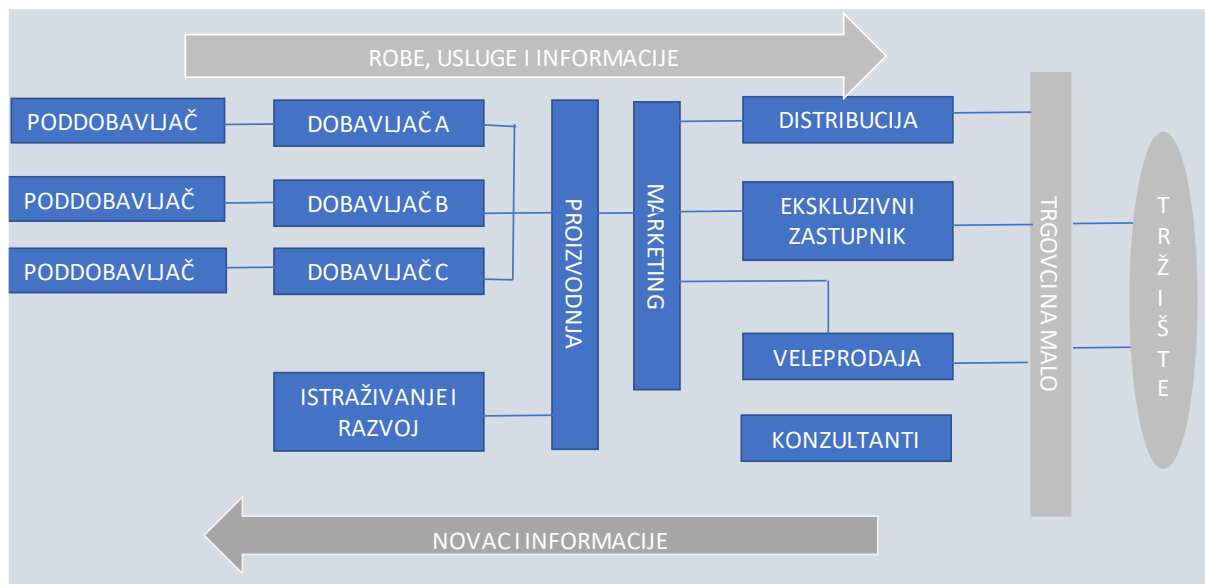 ROBE, USLUGE I INFORMACIJE
PODDOBAVLJAČ
DOBAVLJAČ A
DISTRIBUCIJA
PODDOBAVLJAČ
DOBAVLJAČ B
EKSKLUZIVNI
ZASTUPNIK
PODDOBAVLJAČ
DOBAVLJAČ C
PROIZVODNJA
MARKETING
VELEPRODAJA
ISTRAŽIVANJE I
RAZVOJ
KONZULTANTI
TRGOVCI NA MALO
TRŽIŠTE
NOVAC I INFORMACIJE